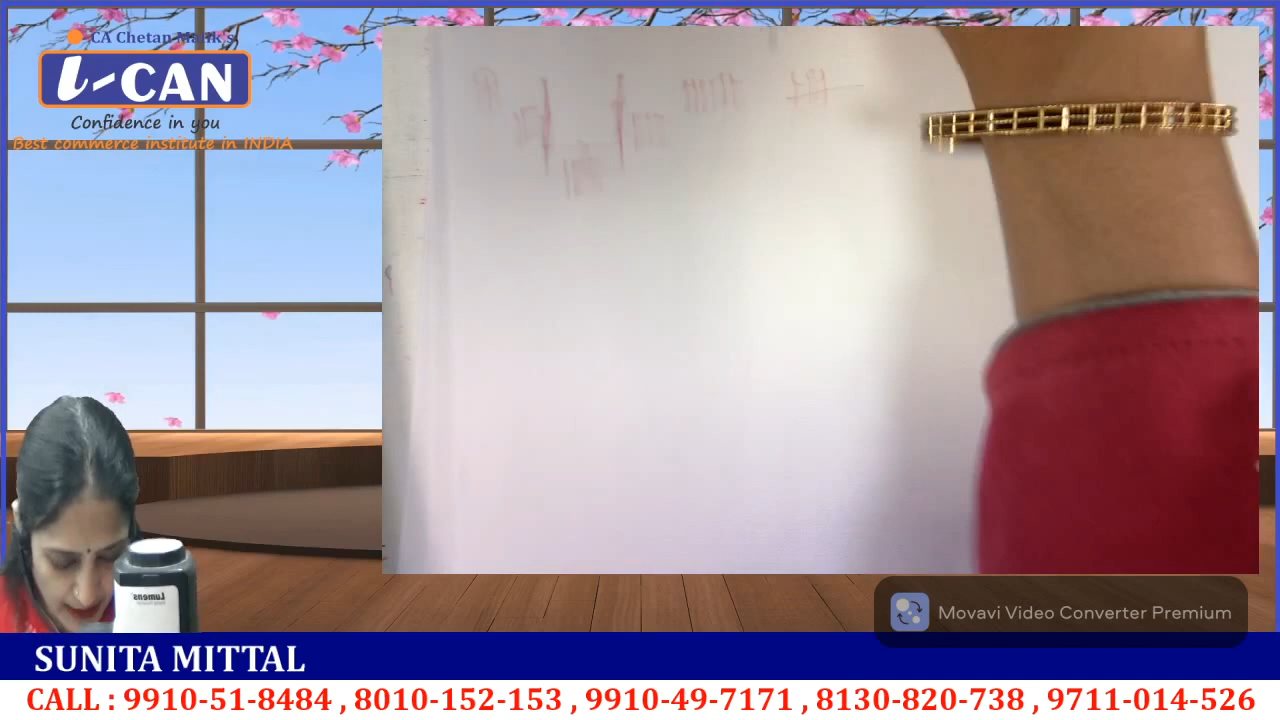 CA Chetan Malik's
i-CAN
Confidence in you
Best commerce institute in INDIA
Lumens
Movavi Video Converter Premium
SUNITA MITTAL
CALL : 9910-51-8484 , 8010-152-153 , 9910-49-7171 , 8130-820-738 , 9711-014-526